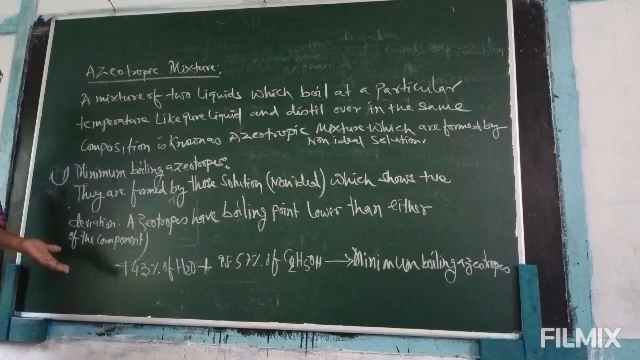 Azeotropic Mixture:
A mixture of two Liquids which boil at a particular
temperature Like pure liquid and distil over in the same
Composition is known as Azeotropic Mixture which are formed by
Non ideal Solution.
1) Minimum boiling azeotropes:
They are formed by those Solution (Non ideal) which shows +ve
deviation. Azeotropes have boiling point lower than either
of the Component)
% of H2O + 98.57% of C2H5OH → Minimum boiling azeotropes
FILMIX